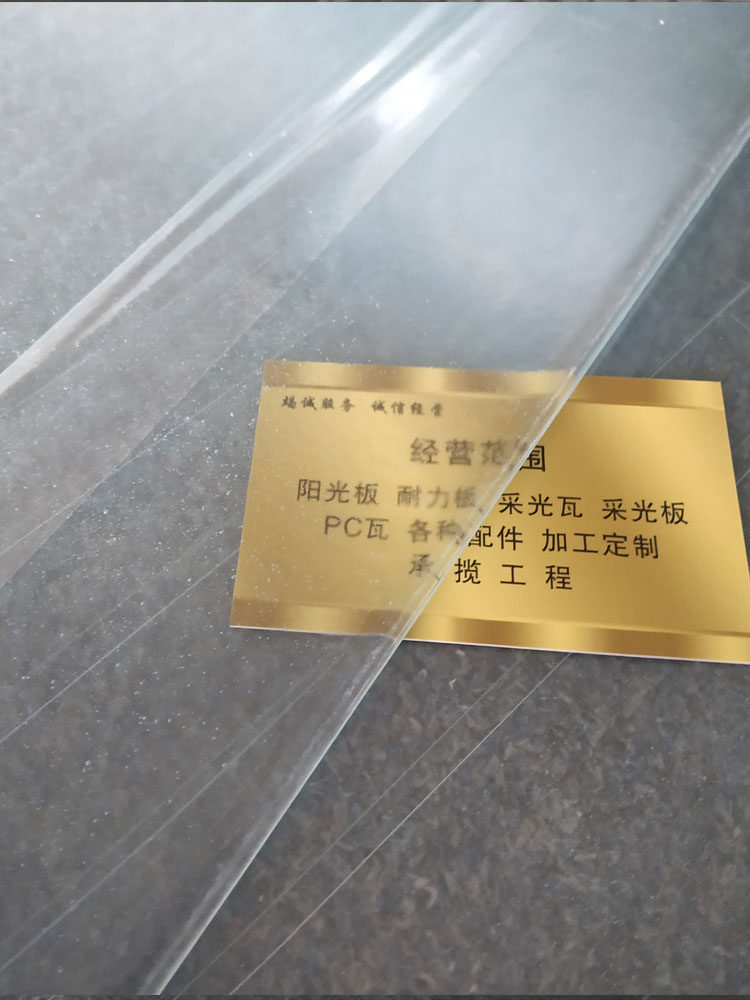 竭诚服务 诚信经营
经营范围
阳光板 耐力板 采光瓦 采光板
PC瓦 各种配件 加工定制
承 揽 工 程